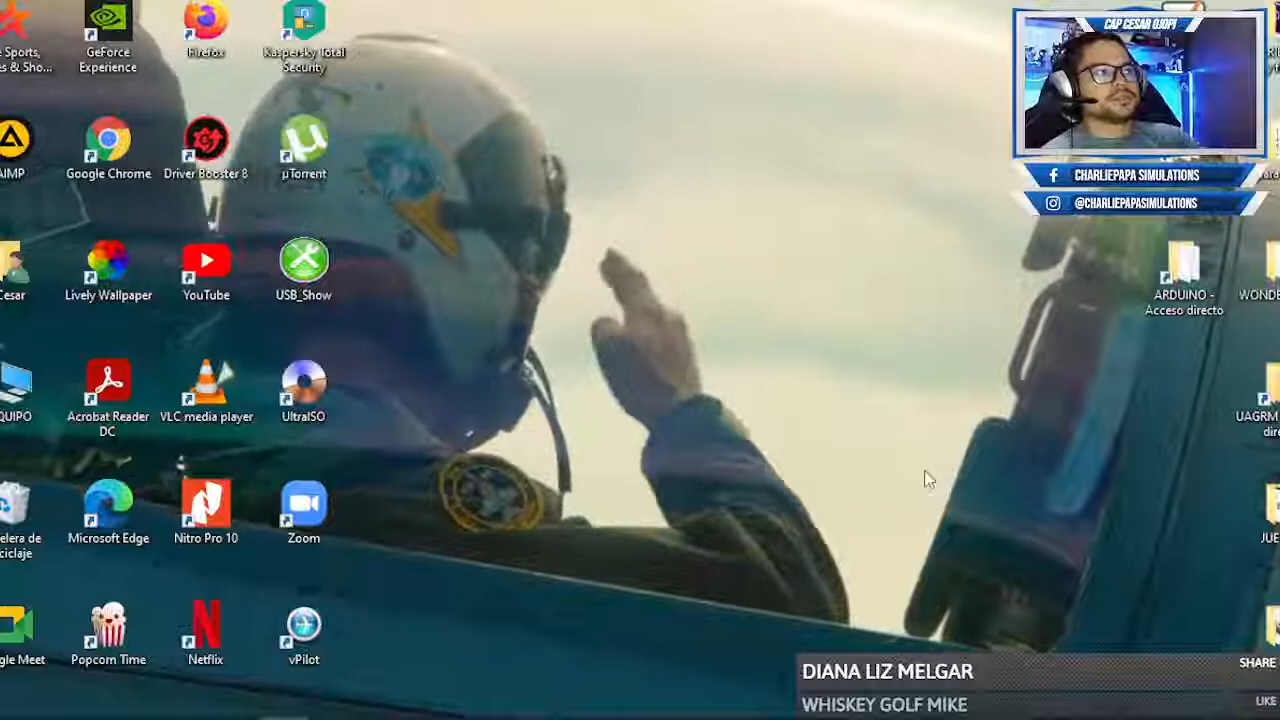 e Sports,
es & Sho...
GeForce
Experience
Firefox
Kaspersky Total
Security
CAP CESAR OJOPI
CHARLIEPAPA SIMULATIONS
@CHARLIEPAPASIMULATIONS
AIMP
Google Chrome
Driver Booster 8
µTorrent
Cesar
Lively Wallpaper
YouTube
USB_Show
ARDUINO -
Acceso directo
WONDE
QUIPO
Acrobat Reader
DC
VLC media player
UltraISO
UAGRM
dire
elera de
ciclaje
Microsoft Edge
Nitro Pro 10
Zoom
JUE
gle Meet
Popcorn Time
Netflix
vPilot
DIANA LIZ MELGAR
SHARE
WHISKEY GOLF MIKE
LIKE